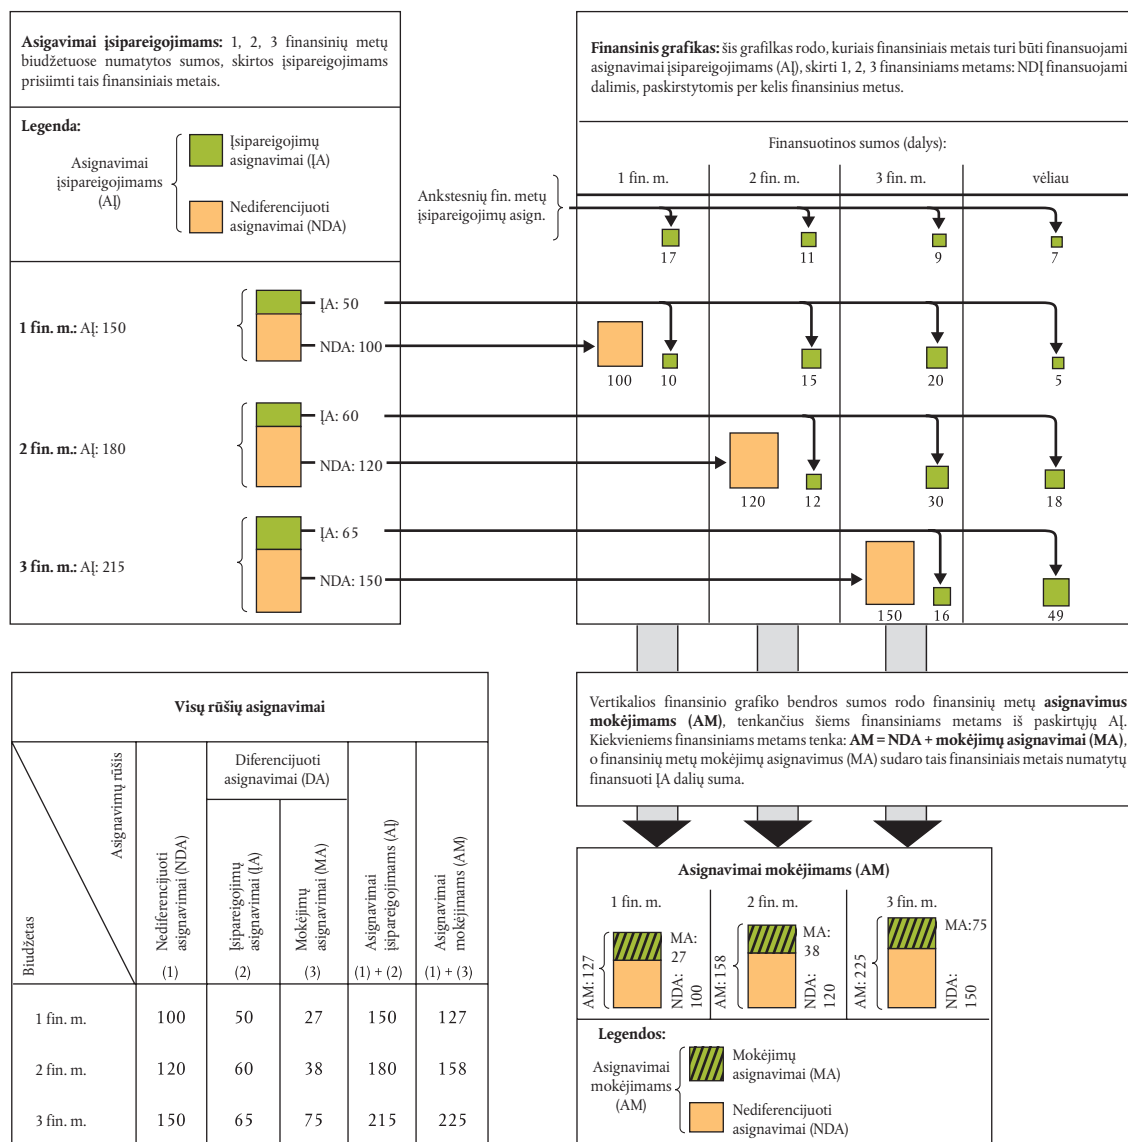 Asigavimai įsipareigojimams: 1, 2, 3 finansinių metų
biudžetuose numatytos sumos, skirtos įsipareigojimams
prisiimti tais finansiniais metais.
Legenda:
Asignavimai
įsipareigojimams
(AĮ)
Įsipareigojimų
asignavimai (ĮA)
Nediferencijuoti
asignavimai (NDA)
1 fin. m.: AĮ: 150
ĮA: 50
NDA: 100
2 fin. m.: AĮ: 180
ĮA: 60
NDA: 120
3 fin. m.: AĮ: 215
ĮA: 65
NDA: 150
Finansinis grafikas: šis grafilkas rodo, kuriais finansiniais metais turi būti finansuojami
asignavimai įsipareigojimams (AĮ), skirti 1, 2, 3 finansiniams metams: NDĮ finansuojami
dalimis, paskirstytomis per kelis finansinius metus.
Finansuotinos sumos (dalys):
1 fin. m. 2 fin. m. 3 fin. m. vėliau
Ankstesnių fin. metų
įsipareigojimų asign.
17 11 9 7
100 10 15 20 5
120 12 30 18
150 16 49
Vertikalios finansinio grafiko bendros sumos rodo finansinių metų asignavimus
mokėjimams (AM), tenkančius šiems finansiniams metams iš paskirtųjų AĮ.
Kiekvieniems finansiniams metams tenka: AM = NDA + mokėjimų asignavimai (MA),
o finansinių metų mokėjimų asignavimus (MA) sudaro tais finansiniais metais numatytų
finansuoti ĮA dalių suma.
Visų rūšių asignavimai
Asignavimų rūšis
Biudžetas
Diferencijuoti
asignavimai (DA)
Nediferencijuoti
asignavimai (NDA)
(1)
Įsipareigojimų
asignavimai (ĮA)
(2)
Mokėjimų
asignavimai (MA)
(3)
Asignavimai
įsipareigojimams (AĮ)
(1) + (2)
Asignavimai
mokėjimams (AM)
(1) + (3)
1 fin. m. 100 50 27 150 127
2 fin. m. 120 60 38 180 158
3 fin. m. 150 65 75 215 225
Asignavimai mokėjimams (AM)
1 fin. m. 2 fin. m. 3 fin. m.
AM: 127
MA:
27
NDA:
100
AM: 158
MA:
38
NDA:
120
AM: 225
MA:75
NDA:
150
Legendos:
Asignavimai
mokėjimams
(AM)
Mokėjimų
asignavimai (MA)
Nediferencijuoti
asignavimai (NDA)